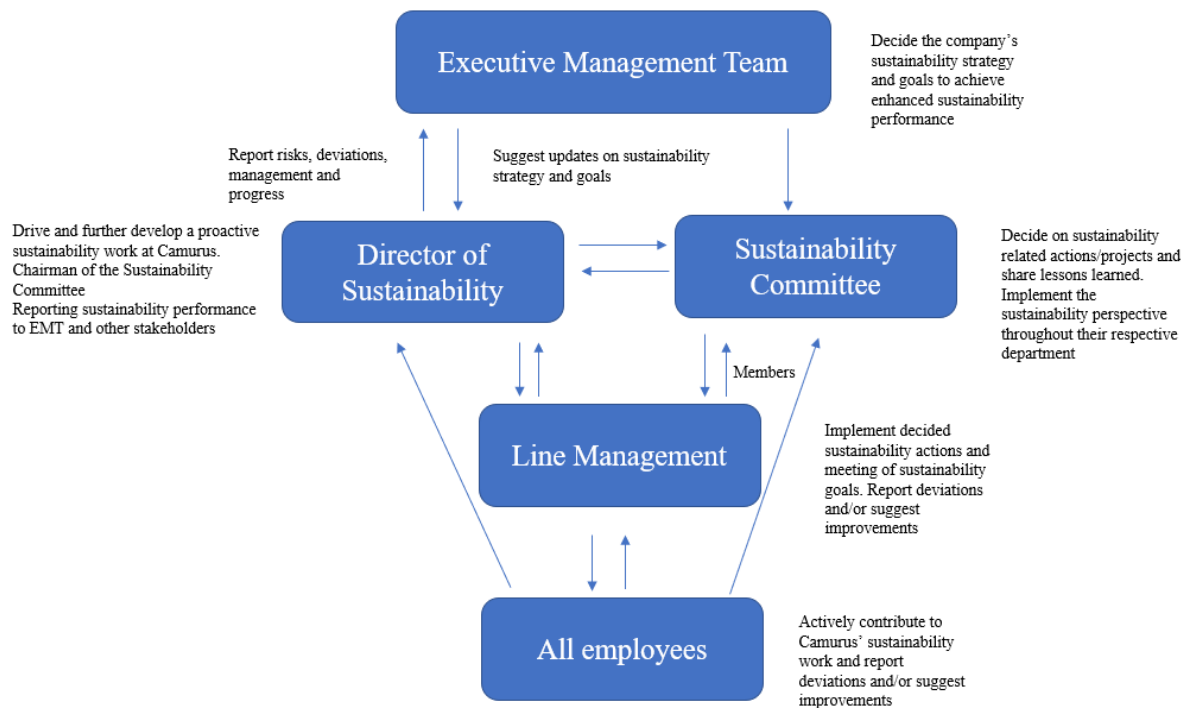 Executive Management Team
Decide the company’s
sustainability strategy
and goals to achieve
enhanced sustainability
performance
Report risks, deviations,
management and
progress
Suggest updates on sustainability
strategy and goals
Drive and further develop a proactive
sustainability work at Camurus.
Chairman of the Sustainability
Committee
Reporting sustainability performance
to EMT and other stakeholders
Director of
Sustainability
Sustainability
Committee
Decide on sustainability
related actions/projects and
share lessons learned.
Implement the
sustainability perspective
throughout their respective
department
Members
Line Management
Implement decided
sustainability actions and
meeting of sustainability
goals. Report deviations
and/or suggest
improvements
All employees
Actively contribute to
Camurus’ sustainability
work and report
deviations and/or suggest
improvements